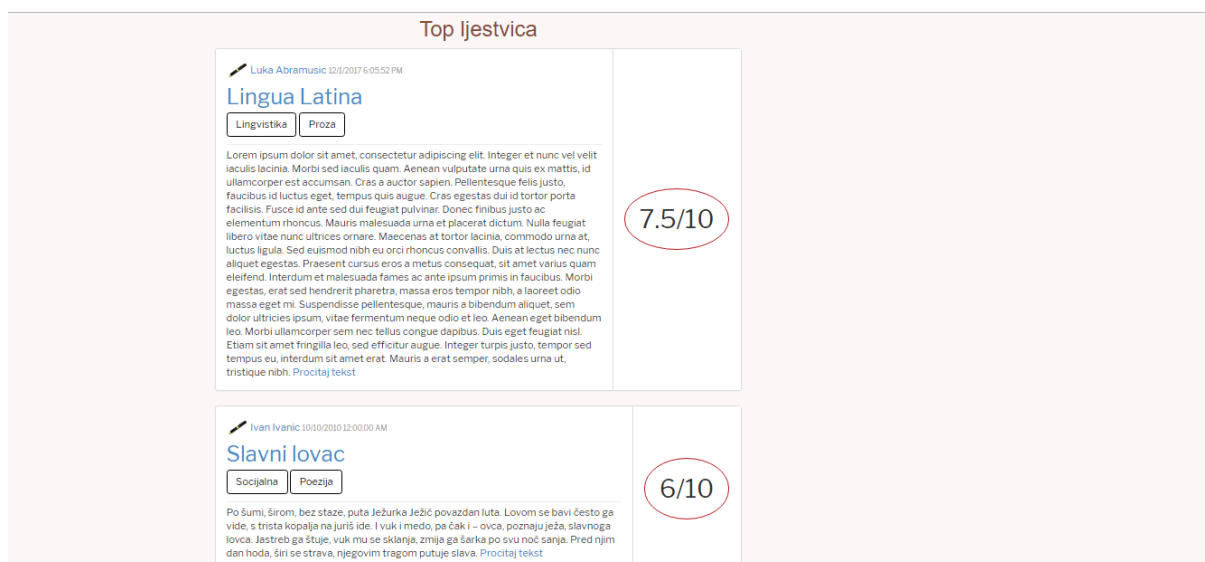 Top ljestvica
Luka Abramusic 12/1/2017 6:05:52 PM
Lingua Latina
Lingvistika Proza
Lorem ipsum dolor sit amet, consectetur adipiscing elit. Integer et nunc vel velit
iaculis lacinia. Morbi sed iaculis quam. Aenean vulputate urna quis ex mattis, id
ullamcorper est accumsan. Cras a auctor sapien. Pellentesque felis justo,
faucibus id luctus eget, tempus quis augue. Cras egestas dui id tortor porta
facilisis. Fusce id ante sed dui feugiat pulvinar. Donec finibus justo ac
elementum rhoncus. Mauris malesuada urna et placerat dictum. Nulla feugiat
libero vitae nunc ultrices ornare. Maecenas at tortor lacinia, commodo urna at,
luctus ligula. Sed euismod nibh eu orci rhoncus convallis. Duis at lectus nec nunc
aliquet egestas. Praesent cursus eros a metus consequat, sit amet varius quam
eleifend. Interdum et malesuada fames ac ante ipsum primis in faucibus. Morbi
egestas, erat sed hendrerit pharetra, massa eros tempor nibh, a laoreet odio
massa eget mi. Suspendisse pellentesque, mauris a bibendum aliquet, sem
dolor ultricies ipsum, vitae fermentum neque odio et leo. Aenean eget bibendum
leo. Morbi ullamcorper sem nec tellus congue dapibus. Duis eget feugiat nisl.
Etiam sit amet fringilla leo, sed efficitur augue. Integer turpis justo, tempor sed
tempus eu, interdum sit amet erat. Mauris a erat semper, sodales urna ut,
tristique nibh. Procitaj tekst
7.5/10
Ivan Ivanic 10/10/2010 12:00:00 AM
Slavni lovac
Socijalna Poezija
Po šumi, širom, bez staze, puta Ježurka Ježić povazdan luta. Lovom se bavi često ga
vide, s trista kopalja na juriš ide. I vuk i medo, pa čak i – ovca, poznaju ježa, slavnoga
lovca. Jastreb ga štuje, vuk mu se sklanja, zmija ga šarka po svu noć sanja. Pred njim
dan hoda, širi se strava, njegovim tragom putuje slava. Procitaj tekst
6/10